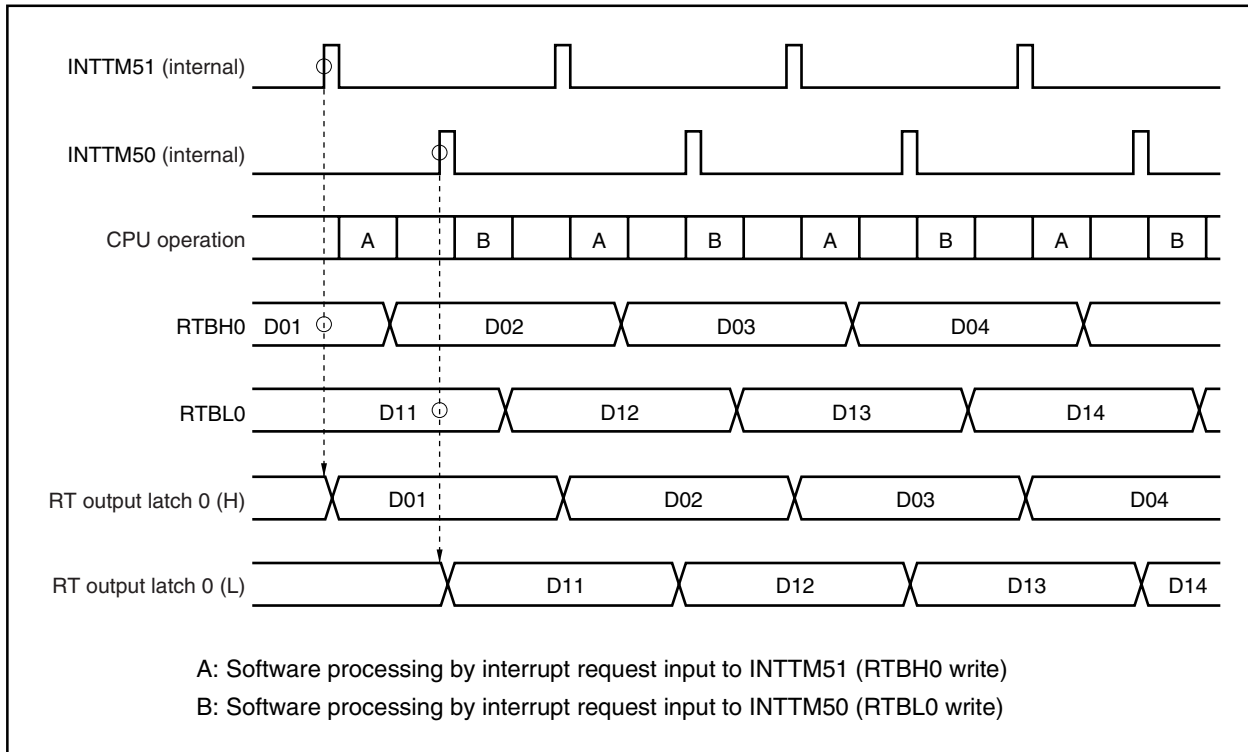 INTTM51 (internal)
INTTM50 (internal)
CPU operation A B A B A B A B
RTBH0 D01 D02 D03 D04
RTBL0 D11 D12 D13 D14
RT output latch 0 (H) D01 D02 D03 D04
RT output latch 0 (L) D11 D12 D13 D14
A: Software processing by interrupt request input to INTTM51 (RTBH0 write)
B: Software processing by interrupt request input to INTTM50 (RTBL0 write)